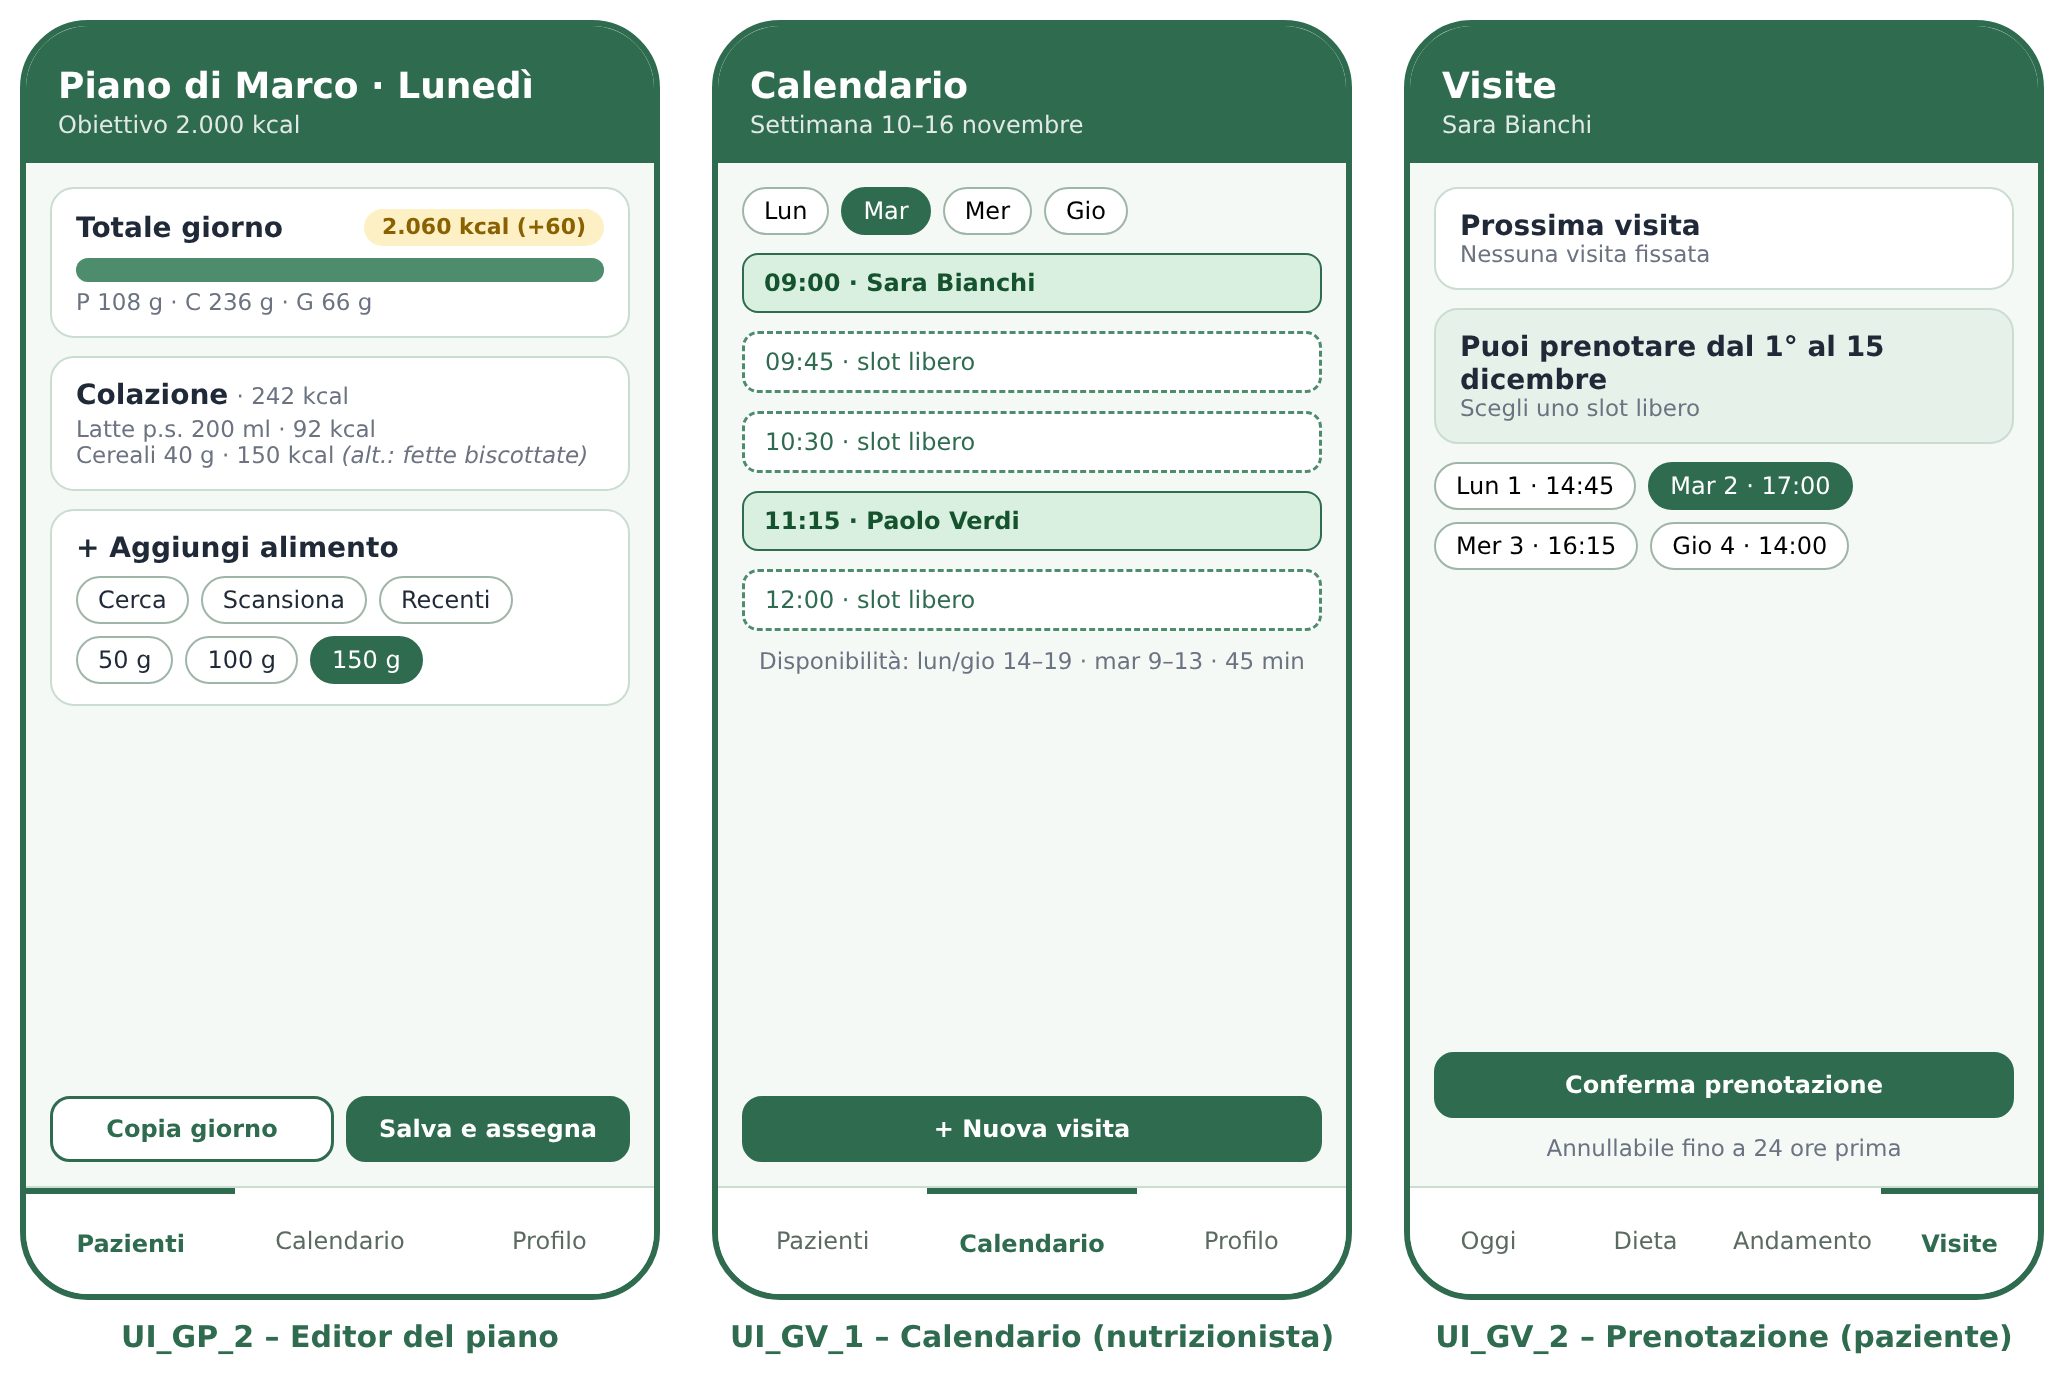 Piano di Marco · Lunedì
Obiettivo 2.000 kcal
Totale giorno
2.060 kcal (+60)
P 108 g · C 236 g · G 66 g
Colazione · 242 kcal
Latte p.s. 200 ml · 92 kcal
Cereali 40 g · 150 kcal (alt.: fette biscottate)
+ Aggiungi alimento
Cerca
Scansiona
Recenti
50 g
100 g
150 g
Copia giorno
Salva e assegna
Pazienti
Calendario
Profilo
UI_GP_2 – Editor del piano
Calendario
Settimana 10–16 novembre
Lun
Mar
Mer
Gio
09:00 · Sara Bianchi
09:45 · slot libero
10:30 · slot libero
11:15 · Paolo Verdi
12:00 · slot libero
Disponibilità: lun/gio 14–19 · mar 9–13 · 45 min
+ Nuova visita
Pazienti
Calendario
Profilo
UI_GV_1 – Calendario (nutrizionista)
Visite
Sara Bianchi
Prossima visita
Nessuna visita fissata
Puoi prenotare dal 1° al 15
dicembre
Scegli uno slot libero
Lun 1 · 14:45
Mar 2 · 17:00
Mer 3 · 16:15
Gio 4 · 14:00
Conferma prenotazione
Annullabile fino a 24 ore prima
Oggi
Dieta
Andamento
Visite
UI_GV_2 – Prenotazione (paziente)